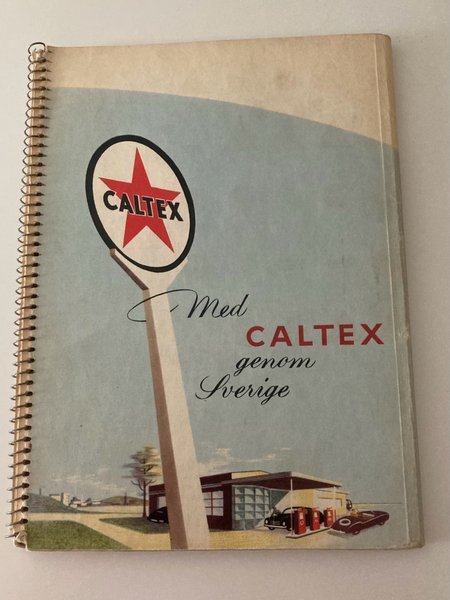 CALTEX
Med
CALTEX
genom
Sverige